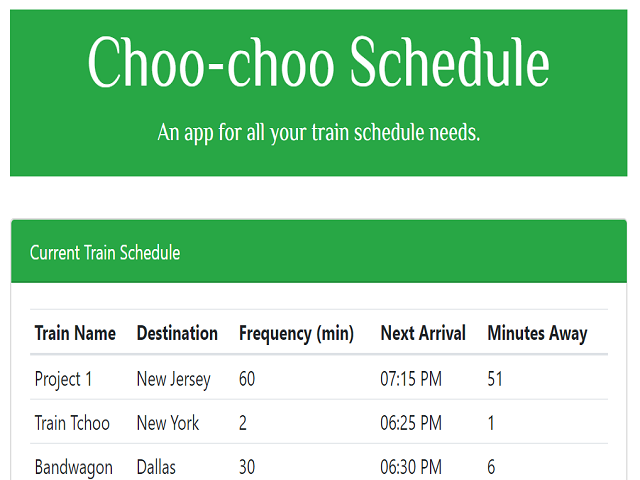 Choo-choo Schedule
An app for all your train schedule needs.
Current Train Schedule
Train Name Destination Frequency (min) Next Arrival Minutes Away
Project 1 New Jersey 60 07:15 PM 51
Train Tchoo New York 2 06:25 PM 1
Bandwagon Dallas 30 06:30 PM 6